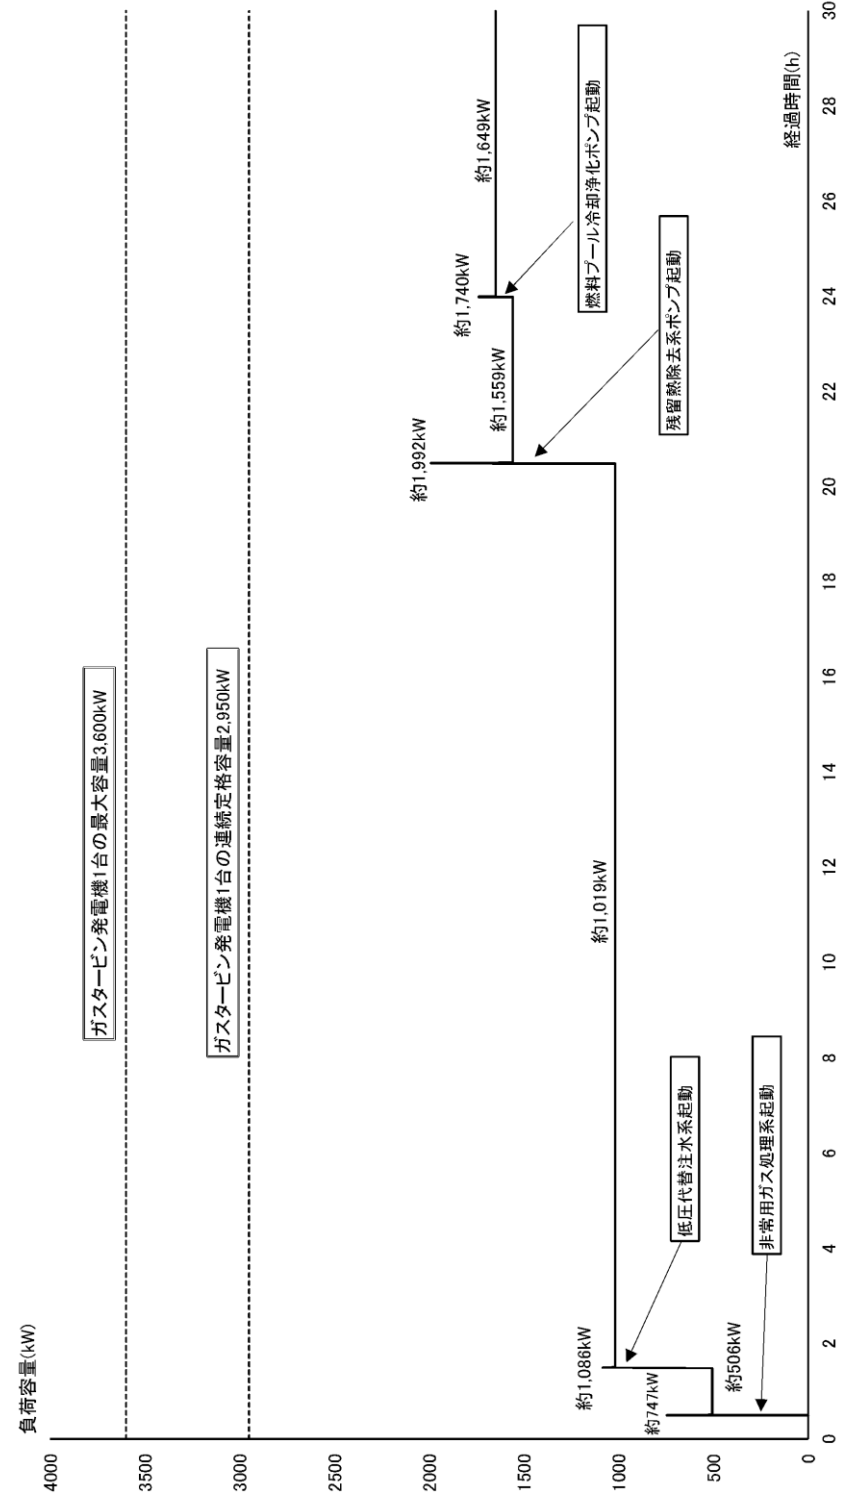 負荷容量(kW)
4000
3500
3000
2500
2000
1500
1000
500
0
ガスタービン発電機1台の最大容量3,600kW
ガスタービン発電機1台の連続定格容量2,950kW
約747kW
約506kW
約1,086kW
約1,019kW
約1,992kW
約1,559kW
約1,740kW
約1,649kW
非常用ガス処理系起動
低圧代替注水系起動
残留熱除去系ポンプ起動
燃料プール冷却浄化ポンプ起動
0
2
4
6
8
10
12
14
16
18
20
22
24
26
28
30
経過時間(h)